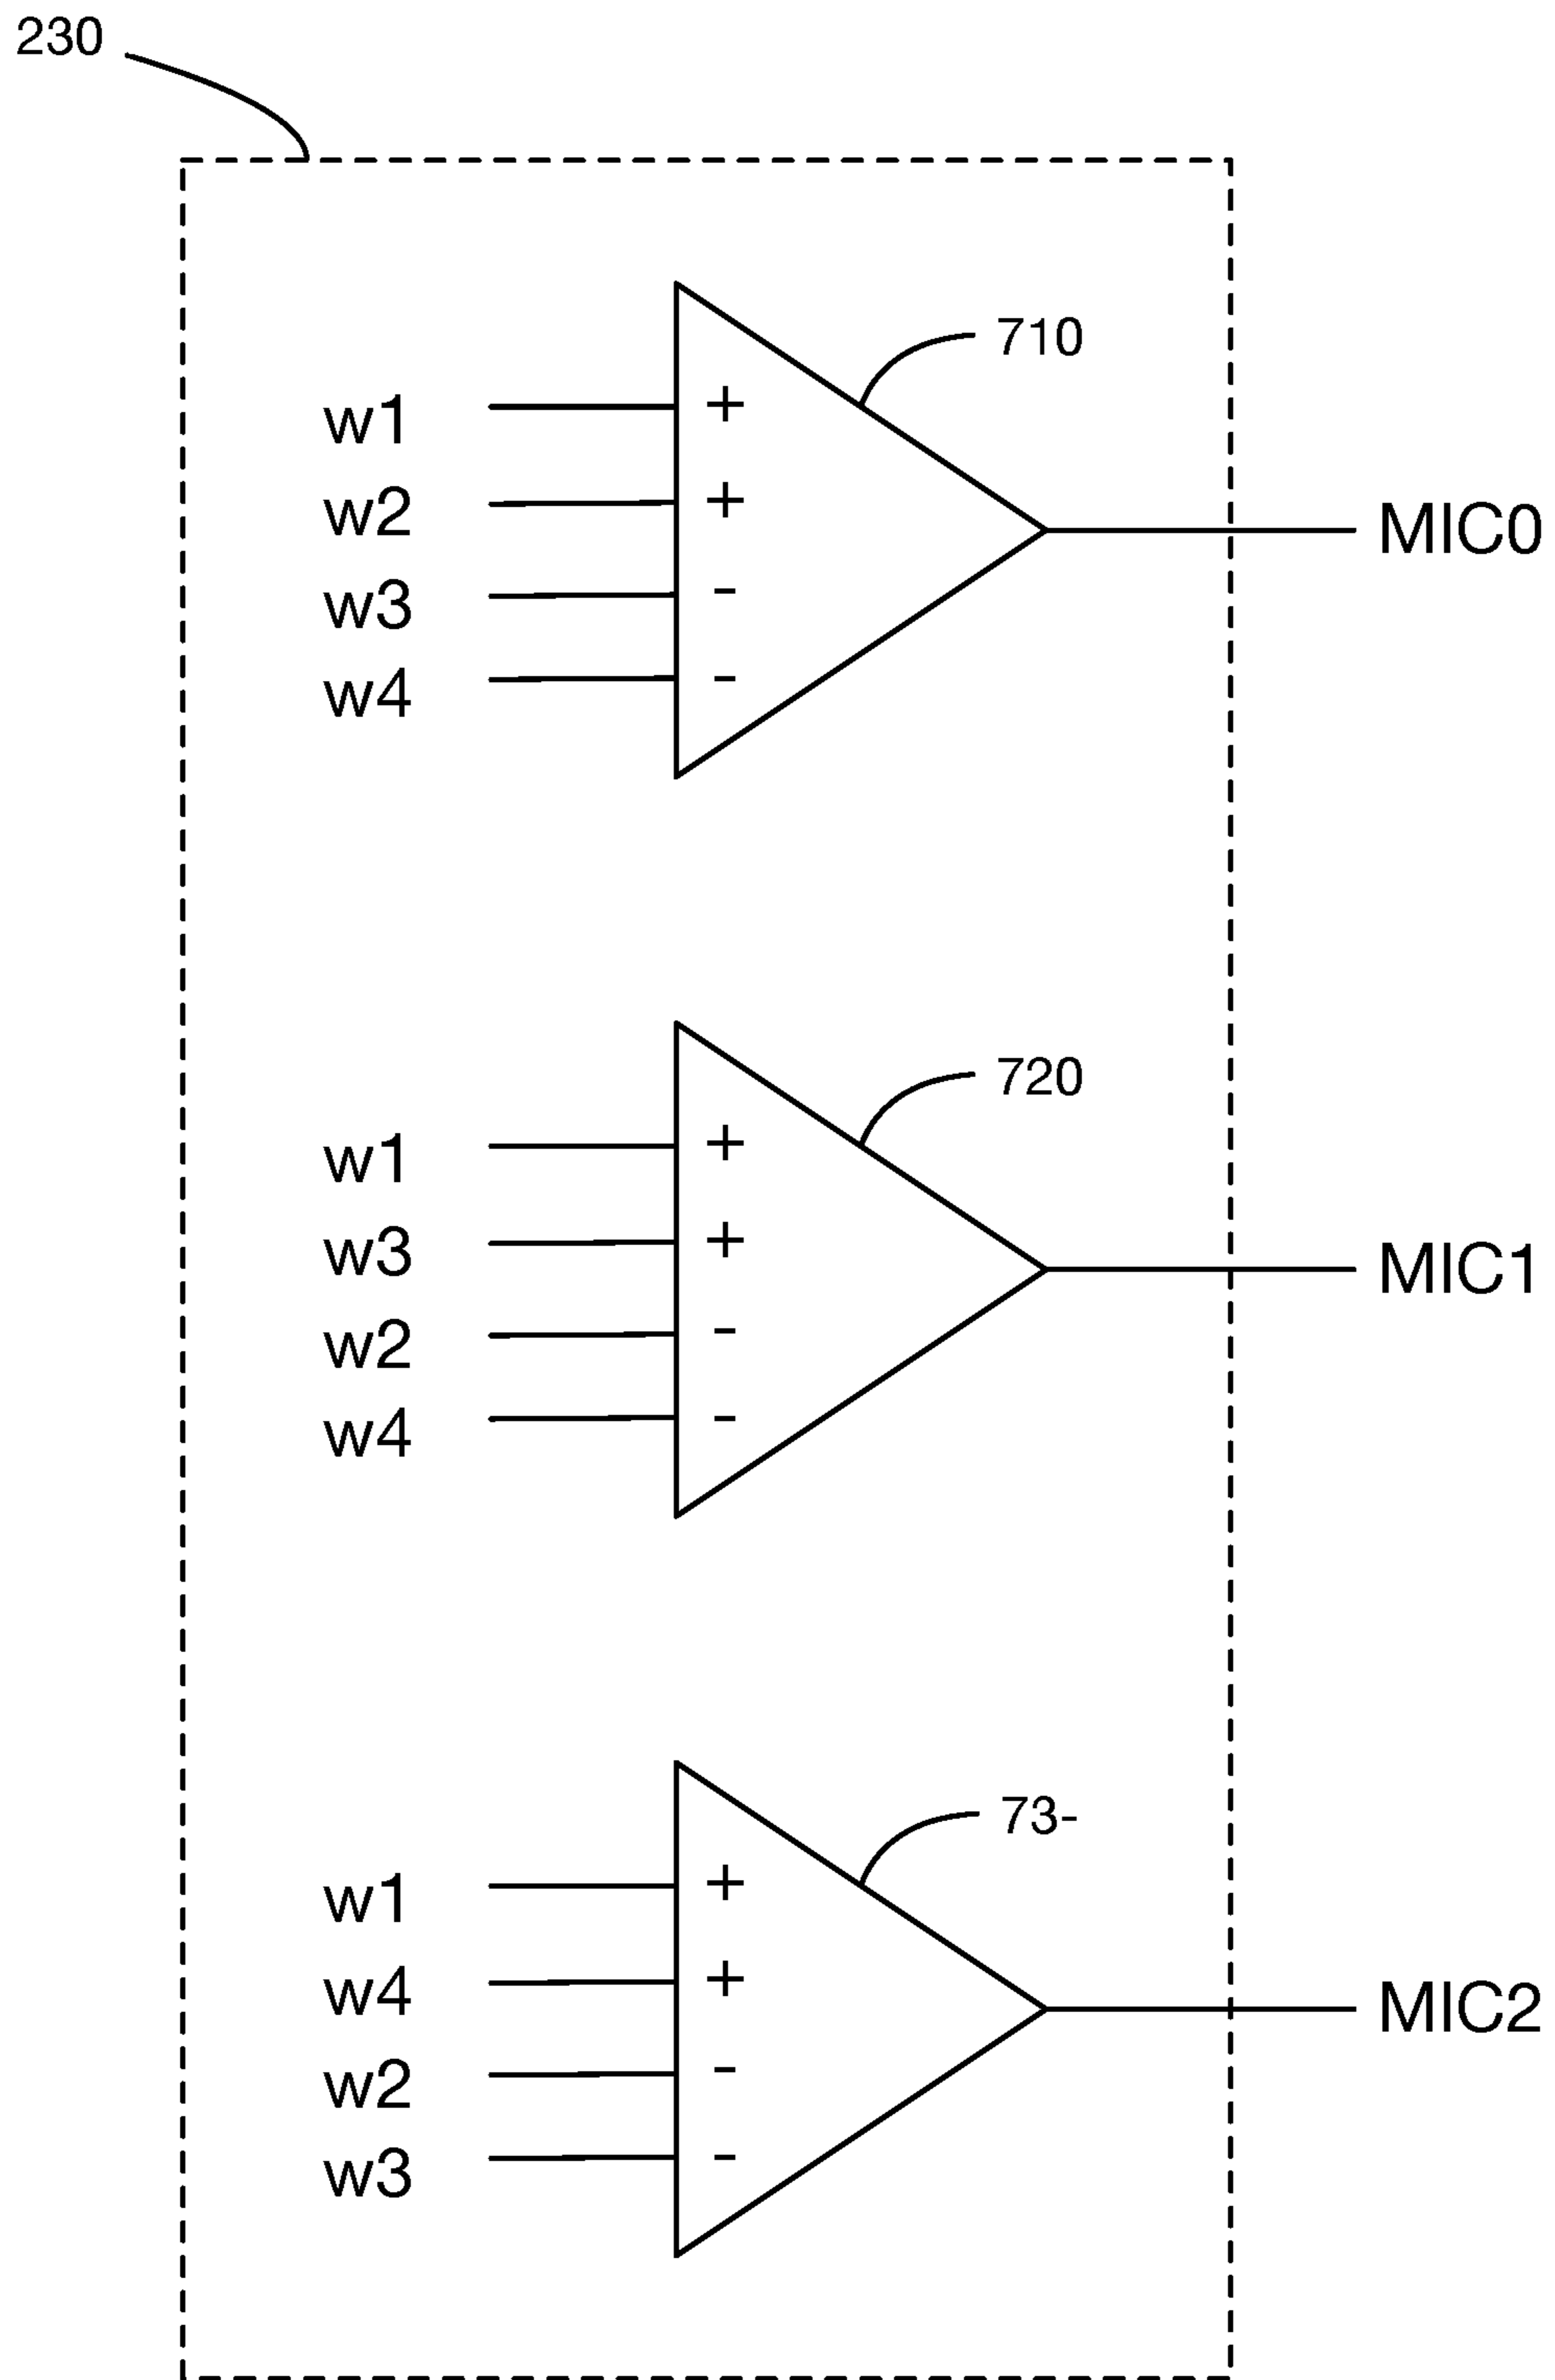 230
710
w1 +
w2 +
MIC0
w3 -
w4 -
720
w1 +
w3 +
MIC1
w2 -
w4 -
73-
w1 +
w4 +
MIC2
w2 -
w3 -